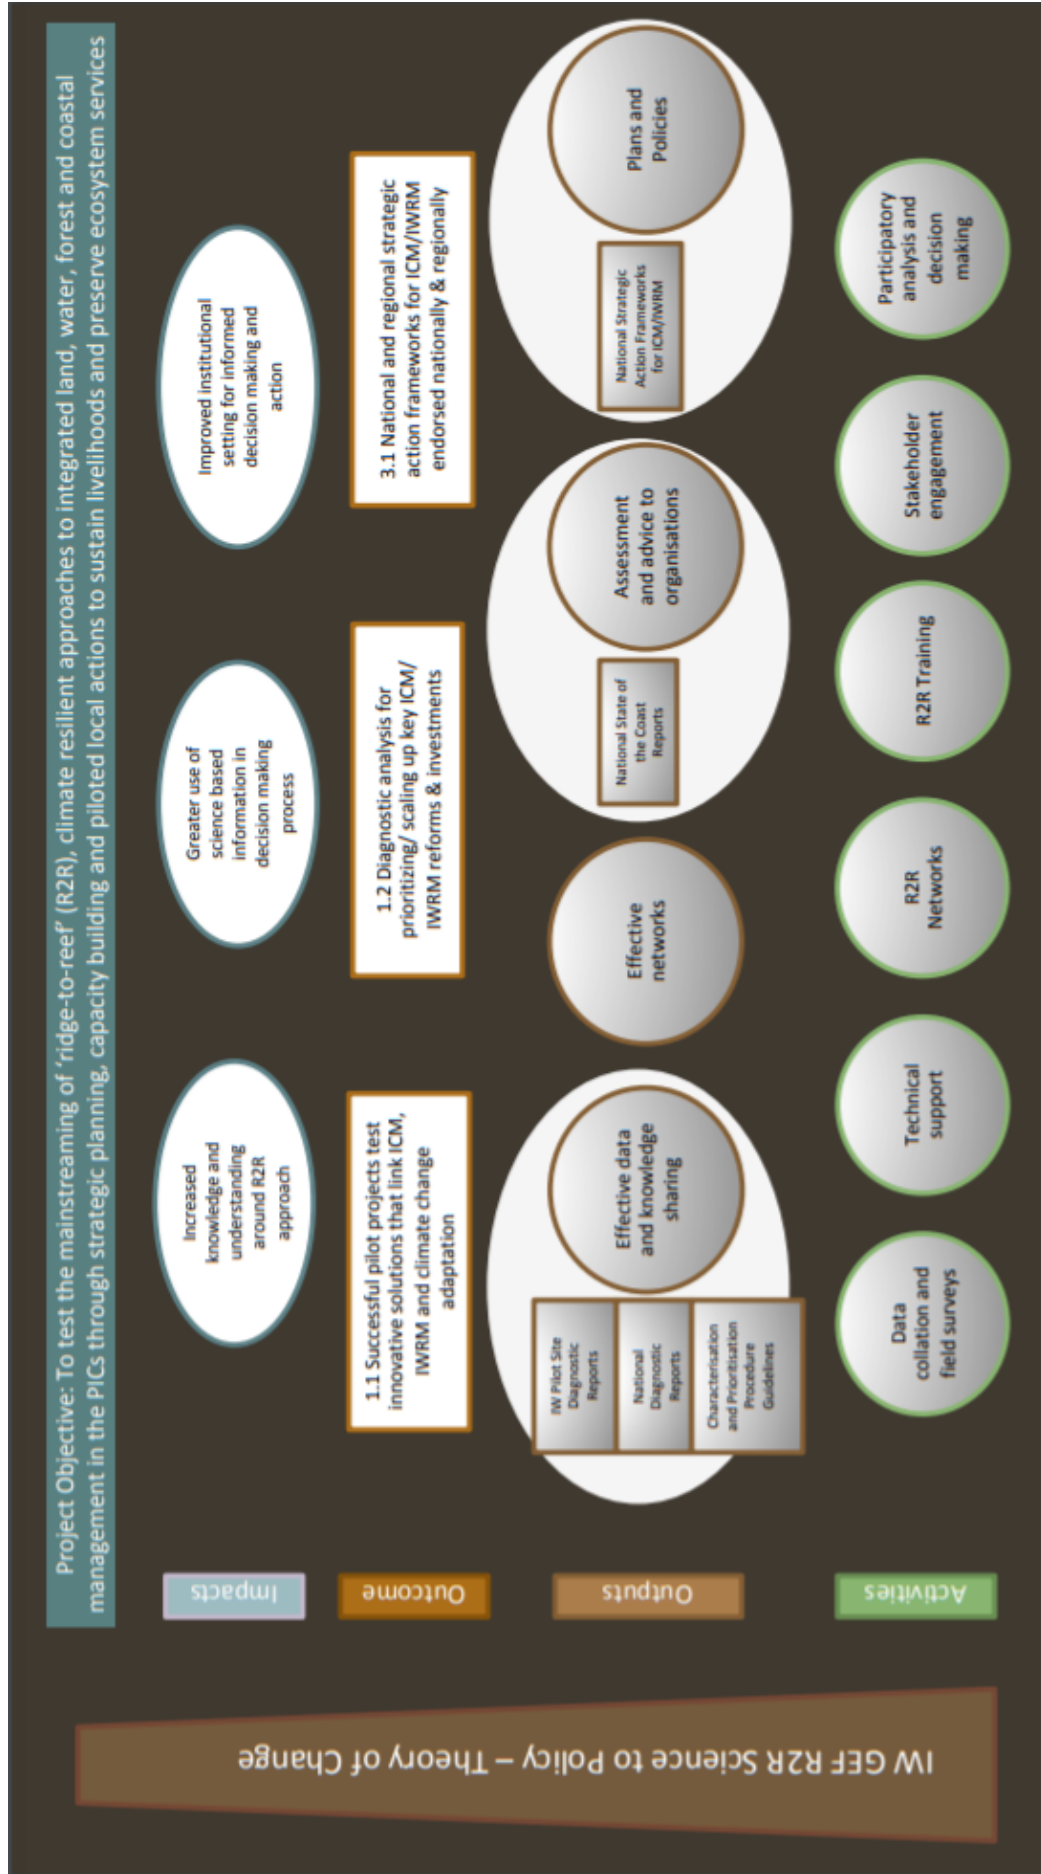 Project Objective: To test the mainstreaming of ‘ridge-to-reef’ (R2R), climate resilient approaches to integrated land, water, forest and coastal
management in the PICs through strategic planning, capacity building and piloted local actions to sustain livelihoods and preserve ecosystem services
IW GEF R2R Science to Policy – Theory of Change
Impacts
Increased
knowledge and
understanding
around R2R
approach
Greater use of
science based
information in
decision making
process
Improved institutional
setting for informed
decision making and
action
Outcome
1.1 Successful pilot projects test
innovative solutions that link ICM,
IWRM and climate change
adaptation
1.2 Diagnostic analysis for
prioritizing/ scaling up key ICM/
IWRM reforms & investments
3.1 National and regional strategic
action frameworks for ICM/IWRM
endorsed nationally & regionally
Outputs
IW Pilot Site
Diagnostic
Reports
National
Diagnostic
Reports
Characterisation
and Prioritisation
Procedure
Guidelines
Effective data
and knowledge
sharing
Effective
networks
National State of
the Coast
Reports
Assessment
and advice to
organisations
National Strategic
Action Frameworks
for ICM/IWRM
Plans and
Policies
Activities
Data
collation and
field surveys
Technical
support
R2R
Networks
R2R Training
Stakeholder
engagement
Participatory
analysis and
decision
making